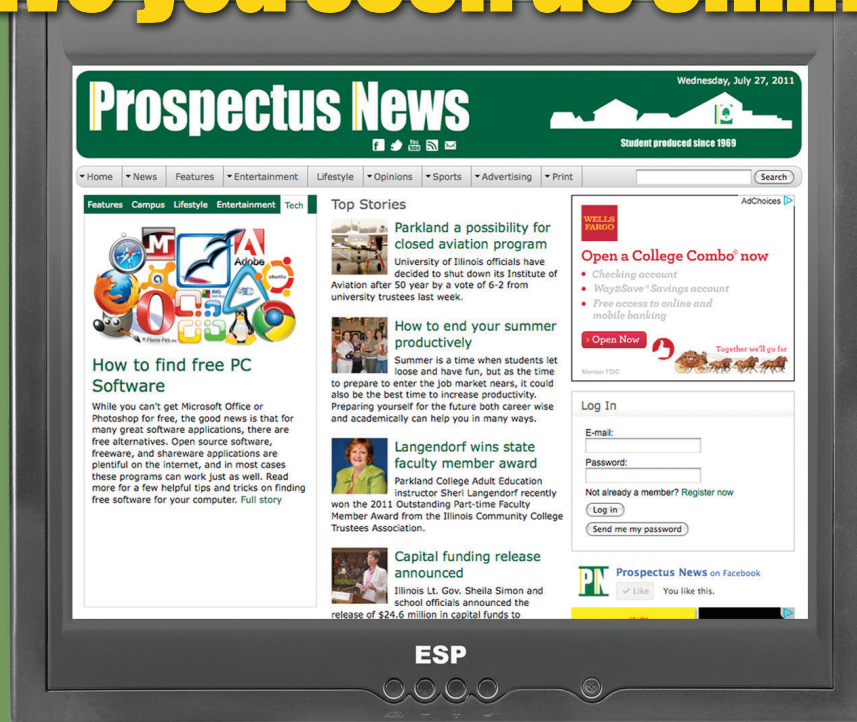 Have you seen us online
Wednesday, July 27, 2011
Prospectus News
Student produced since 1969
Home News Features Entertainment Lifestyle Opinions Sports Advertising Print Search
Features Campus Lifestyle Entertainment Tech
Adobe
ubuntu
AVG
How to find free PC
Software
While you can't get Microsoft Office or
Photoshop for free, the good news is that for
many great software applications, there are
free alternatives. Open source software,
freeware, and shareware applications are
plentiful on the internet, and in most cases
these programs can work just as well. Read
more for a few helpful tips and tricks on finding
free software for your computer. Full story
Top Stories
Parkland a possibility for
closed aviation program
University of Illinois officials have
decided to shut down its Institute of
Aviation after 50 year by a vote of 6-2 from
university trustees last week.
How to end your summer
productively
Summer is a time when students let
loose and have fun, but as the time
to prepare to enter the job market nears, it could
also be the best time to increase productivity.
Preparing yourself for the future both career wise
and academically can help you in many ways.
Langendorf wins state
faculty member award
Parkland College Adult Education
instructor Sheri Langendorf recently
won the 2011 Outstanding Part-time Faculty
Member Award from the Illinois Community College
Trustees Association.
Capital funding release
announced
Illinois Lt. Gov. Sheila Simon and
school officials announced the
release of $24.6 million in capital funds to
AdChoices
WELLS
FARGO
Open a College Combo® now
Checking account
Way2Save® Savings account
Free access to online and
mobile banking
> Open Now
Together we'll go far
Member FDIC
Log In
E-mail:
Password:
Not already a member? Register now
Log in
Send me my password
PN
Prospectus News on Facebook
Like You like this.
ESP
AUTO